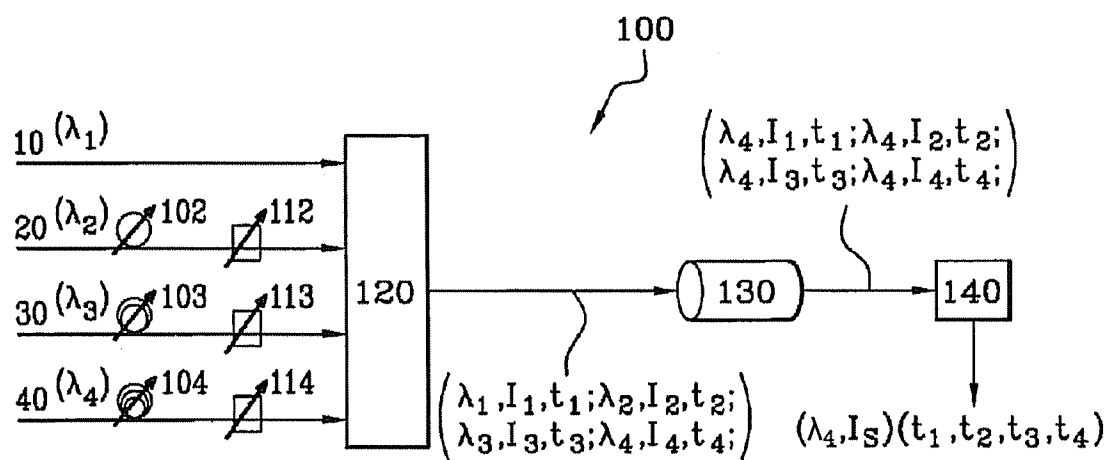 100
10 (λ₁)
20 (λ₂) 102 112
30 (λ₃) 103 113
40 (λ₄) 104 114
120
130
140
(λ₄,I₁,t₁;λ₄,I₂,t₂;
λ₄,I₃,t₃;λ₄,I₄,t₄;)
(λ₁,I₁,t₁;λ₂,I₂,t₂;
λ₃,I₃,t₃;λ₄,I₄,t₄;)
(λ₄,I_S)(t₁,t₂,t₃,t₄)